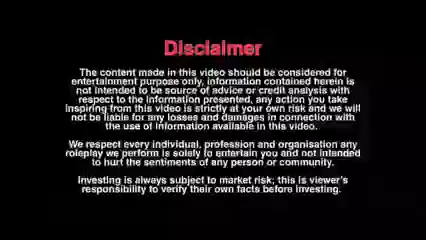 Disclaimer
The content made in this video should be considered for
entertainment purpose only, information contained herein is
not intended to be source of advice or credit analysis with
respect to the information presented, any action you take
inspiring from this video is strictly at your own risk and we will
not be liable for any losses and damages in connection with
the use of information available in this video.
We respect every individual, profession and organisation any
roleplay we perform is solely to entertain you and not intended
to hurt the sentiments of any person or community.
Investing is always subject to market risk; this is viewer's
responsibility to verify their own facts before investing.